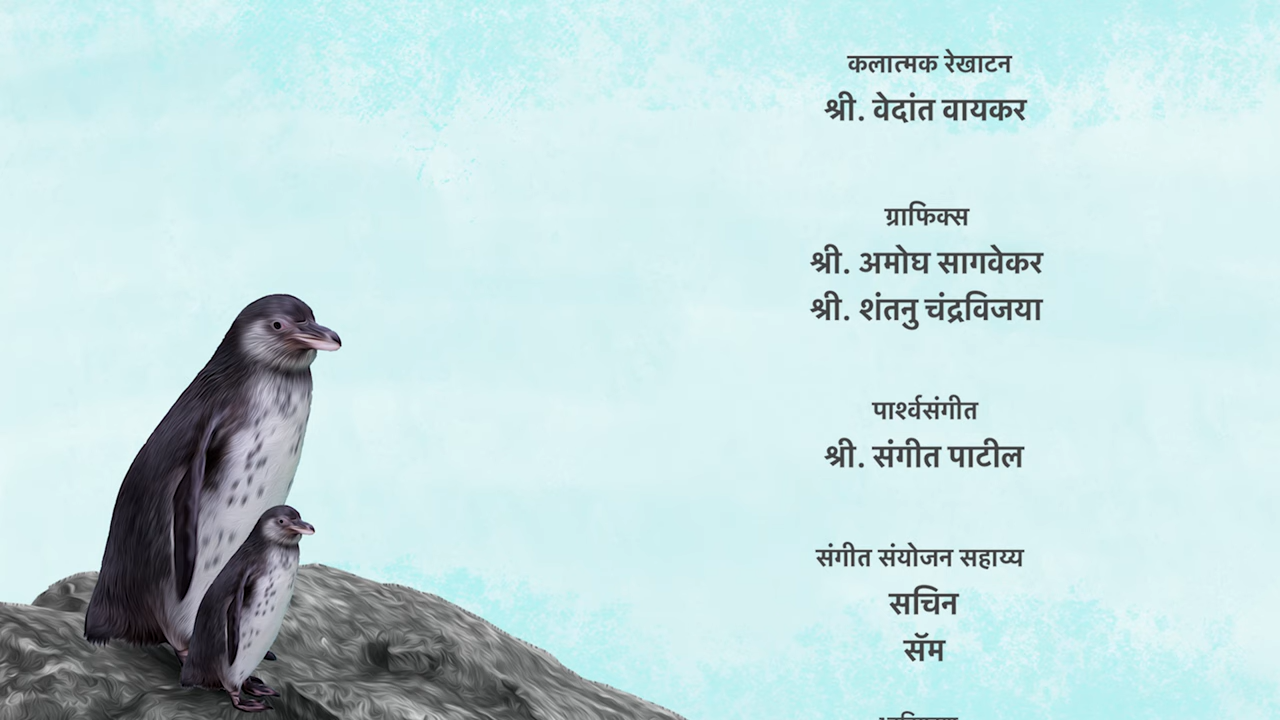 कलात्मक रेखाटन
श्री. वेदांत वायकर
ग्राफिक्स
श्री. अमोघ सागवेकर
श्री. शंतनु चंद्रविजया
पार्श्वसंगीत
श्री. संगीत पाटील
संगीत संयोजन सहाय्य
सचिन
सॅम